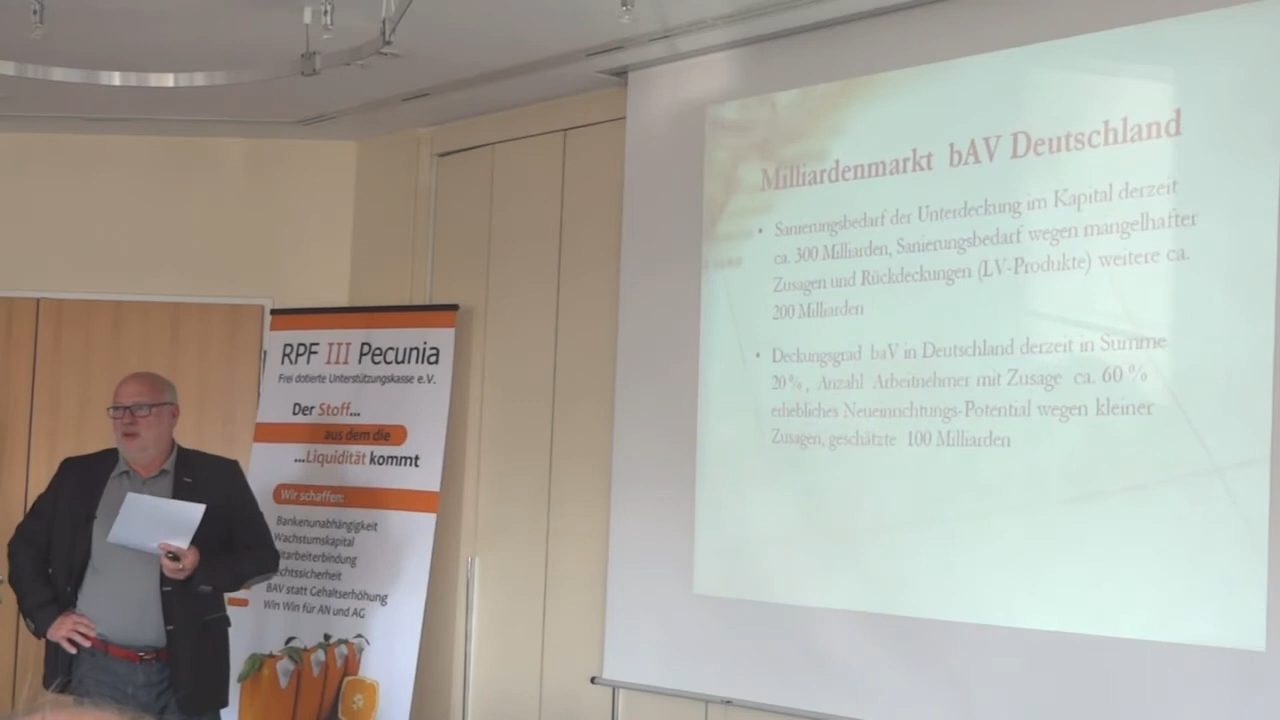 RPF III Pecunia
Frei dotierte Unterstützungskasse e.V.
Der Stoff...
aus dem die
...Liquidität kommt
Wir schaffen:
Bankenunabhängigkeit
Wachstumskapital
itarbeiterbindung
chtssicherheit
BAV statt Gehaltserhöhung
Win Win für AN und AG
Milliardenmarkt bAV Deutschland
• Sanierungsbedarf der Unterdeckung im Kapital derzeit
ca. 300 Milliarden, Sanierungsbedarf wegen mangelhafter
Zusagen und Rückdeckungen (LV-Produkte) weitere ca.
200 Milliarden
• Deckungsgrad baV in Deutschland derzeit in Summe
20%, Anzahl Arbeitnehmer mit Zusage ca. 60 %
erhebliches Neueinrichtungs-Potential wegen kleiner
Zusagen, geschätzte 100 Milliarden